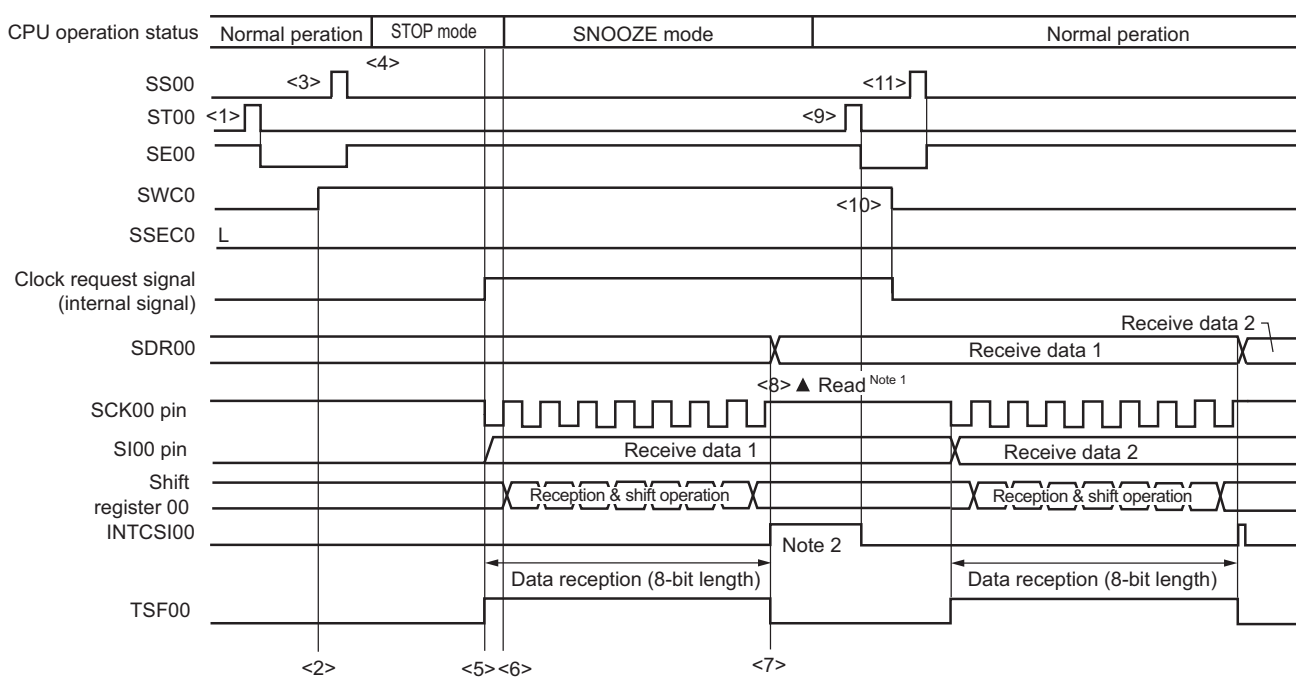 CPU operation status Normal peration STOP mode SNOOZE mode Normal peration
<4>
SS00 <3> <11>
ST00 <1> <9>
SE00
SWC0
<10>
SSEC0 L
Clock request signal
(internal signal)
Receive data 2
SDR00 Receive data 1
<8> ▲ Read Note 1
SCK00 pin
SI00 pin Receive data 1 Receive data 2
Shift
register 00 Reception & shift operation Reception & shift operation
INTCSI00 Note 2
Data reception (8-bit length) Data reception (8-bit length)
TSF00
<2> <5> <6> <7>